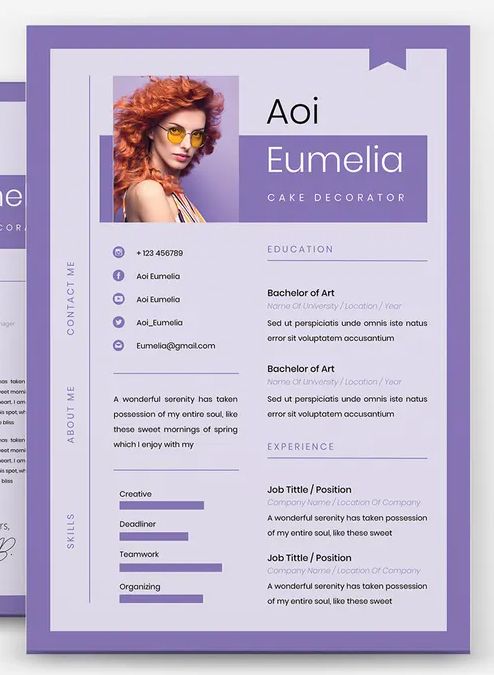 Aoi
Eumelia
CAKE DECORATOR
CONTACT ME
+ 123 456789
Aoi Eumelia
Aoi Eumelia
Aoi_Eumelia
Eumelia@gmail.com
ABOUT ME
A wonderful serenity has taken
possession of my entire soul, like
these sweet mornings of spring
which I enjoy with my
SKILLS
Creative
Deadliner
Teamwork
Organizing
EDUCATION
Bachelor of Art
Name Of University / Location / Year
Sed ut perspiciatis unde omnis iste natus
error sit voluptatem accusantium
Bachelor of Art
Name Of University / Location / Year
Sed ut perspiciatis unde omnis iste natus
error sit voluptatem accusantium
EXPERIENCE
Job Tittle / Position
Company Name / Location Of Company
A wonderful serenity has taken possession
of my entire soul, like these sweet
Job Tittle / Position
Company Name / Location Of Company
A wonderful serenity has taken possession
of my entire soul, like these sweet